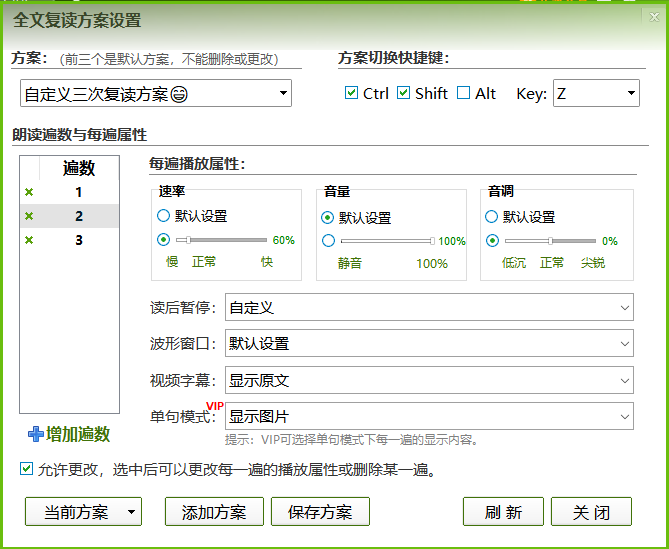 全文复读方案设置
方案: (前三个是默认方案，不能删除或更改)
方案切换快捷键:
自定义三次复读方案😄
Ctrl Shift Alt Key: Z
朗读遍数与每遍属性
遍数
1
2
3
增加遍数
每遍播放属性:
速率
默认设置
60%
慢 正常 快
音量
默认设置
100%
静音 100%
音调
默认设置
0%
低沉 正常 尖锐
读后暂停: 自定义
波形窗口: 默认设置
视频字幕: 显示原文
VIP
单句模式: 显示图片
提示: VIP可选择单句模式下每一遍的显示内容。
允许更改，选中后可以更改每一遍的播放属性或删除某一遍。
当前方案 添加方案 保存方案 刷 新 关 闭